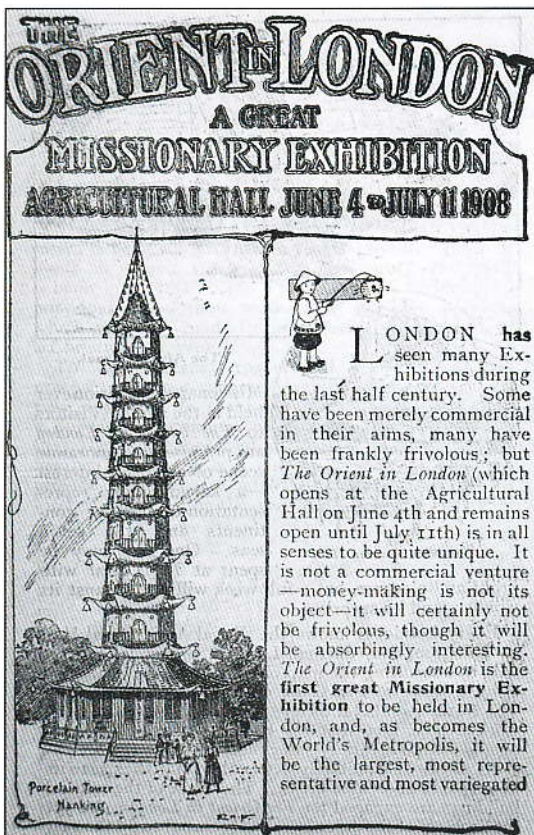 THE
ORIENT IN LONDON
A GREAT
MISSIONARY EXHIBITION
AGRICULTURAL HALL JUNE 4 TO JULY 11 1908
LONDON has
seen many Ex-
hibitions during
the last half century. Some
have been merely commercial
in their aims, many have
been frankly frivolous; but
The Orient in London (which
opens at the Agricultural
Hall on June 4th and remains
open until July 11th) is in all
senses to be quite unique. It
is not a commercial venture
—money-making is not its
object—it will certainly not
be frivolous, though it will
be absorbingly interesting.
The Orient in London is the
first great Missionary Ex-
hibition to be held in Lon-
don, and, as becomes the
World's Metropolis, it will
be the largest, most repre-
sentative and most variegated
Porcelain Tower
Nanking